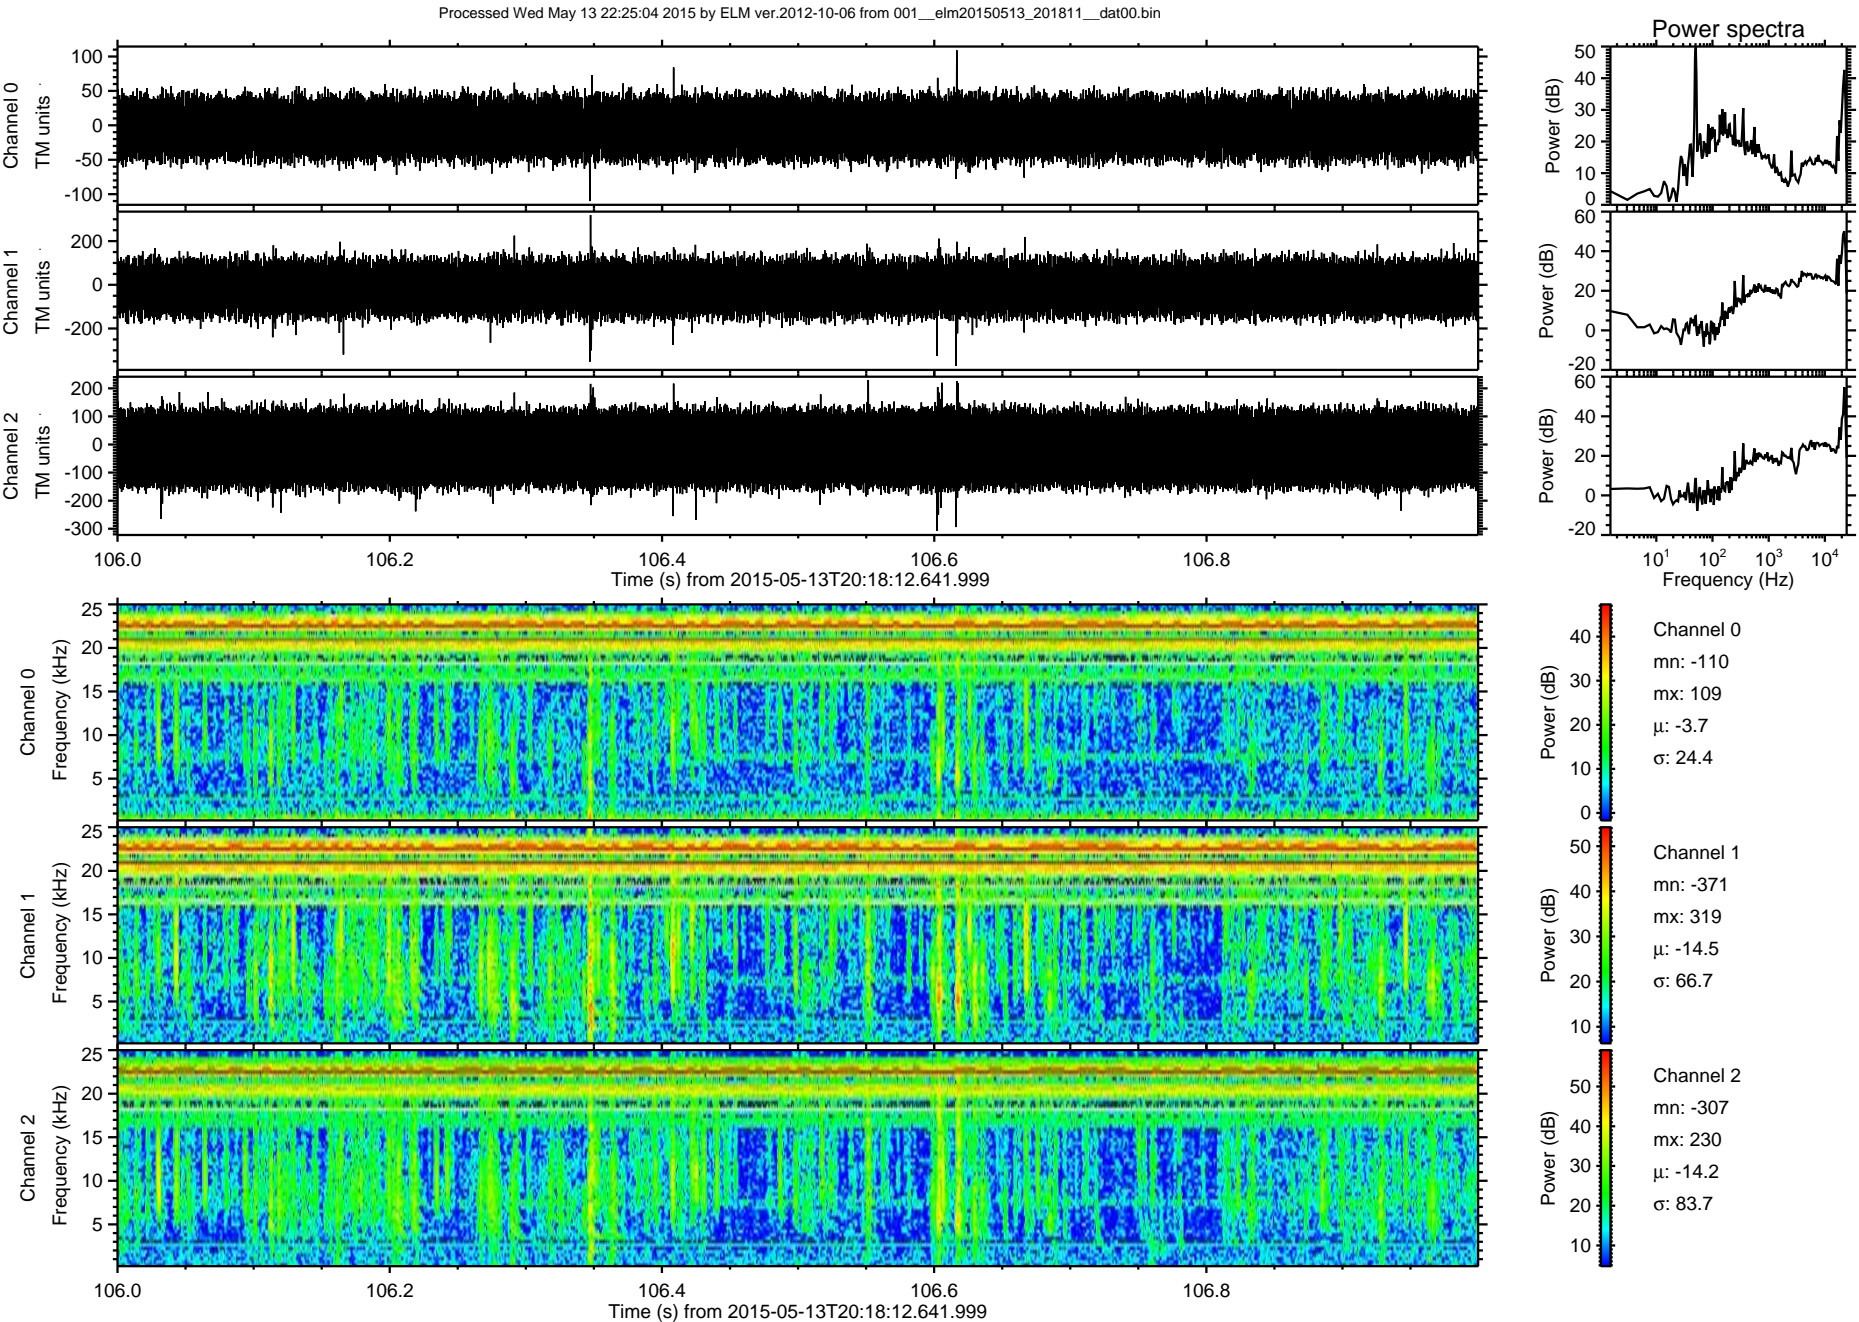 Processed Wed May 13 22:25:04 2015 by ELM ver.2012-10-06 from 001__elm20150513_201811__dat00.bin
Power spectra
Channel 0
TM units
100
50
0
-50
-100
Power (dB)
50
40
30
20
10
0
Channel 1
TM units
200
0
-200
Power (dB)
60
40
20
0
-20
Channel 2
TM units
200
100
0
-100
-200
-300
Power (dB)
60
40
20
0
-20
106.0 106.2 106.4 106.6 106.8
Time (s) from 2015-05-13T20:18:12.641.999
10¹ 10² 10³ 10⁴
Frequency (Hz)
Channel 0
Frequency (kHz)
25
20
15
10
5
Power (dB)
40
30
20
10
0
Channel 0
mn: -110
mx: 109
μ: -3.7
σ: 24.4
Channel 1
Frequency (kHz)
25
20
15
10
5
Power (dB)
50
40
30
20
10
Channel 1
mn: -371
mx: 319
μ: -14.5
σ: 66.7
Channel 2
Frequency (kHz)
25
20
15
10
5
Power (dB)
50
40
30
20
10
Channel 2
mn: -307
mx: 230
μ: -14.2
σ: 83.7
106.0 106.2 106.4 106.6 106.8
Time (s) from 2015-05-13T20:18:12.641.999